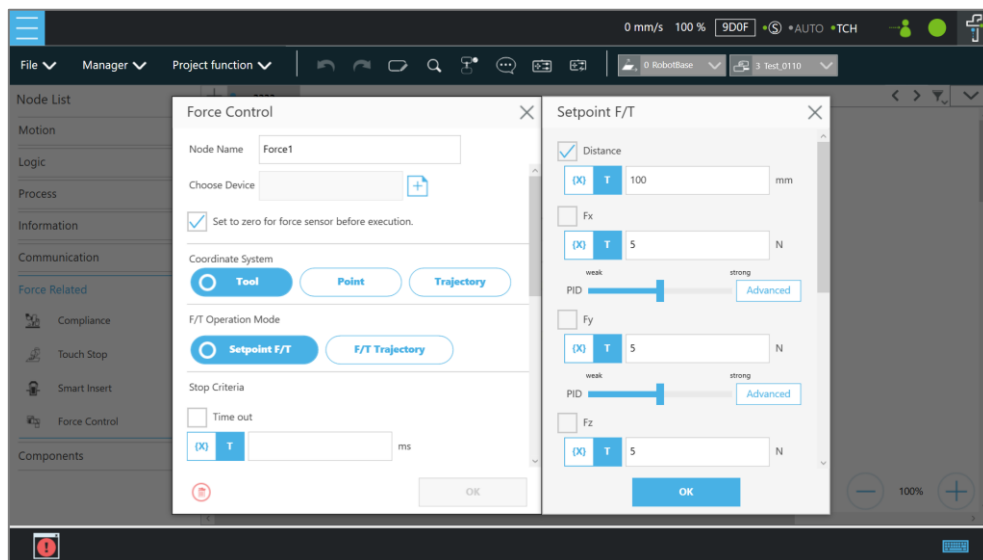 0 mm/s 100 % 9D0F •Ⓢ •AUTO •TCH
File Manager Project function 0 RobotBase 3 Test_0110
Node List
Motion
Logic
Process
Information
Communication
Force Related
Compliance
Touch Stop
Smart Insert
Force Control
Components
Force Control
Node Name Force1
Choose Device
Set to zero for force sensor before execution.
Coordinate System
Tool Point Trajectory
F/T Operation Mode
Setpoint F/T F/T Trajectory
Stop Criteria
Time out
{X} T ms
OK
Setpoint F/T
Distance
{X} T 100 mm
Fx
{X} T 5 N
weak strong
PID Advanced
Fy
{X} T 5 N
weak strong
PID Advanced
Fz
{X} T 5 N
OK
100%